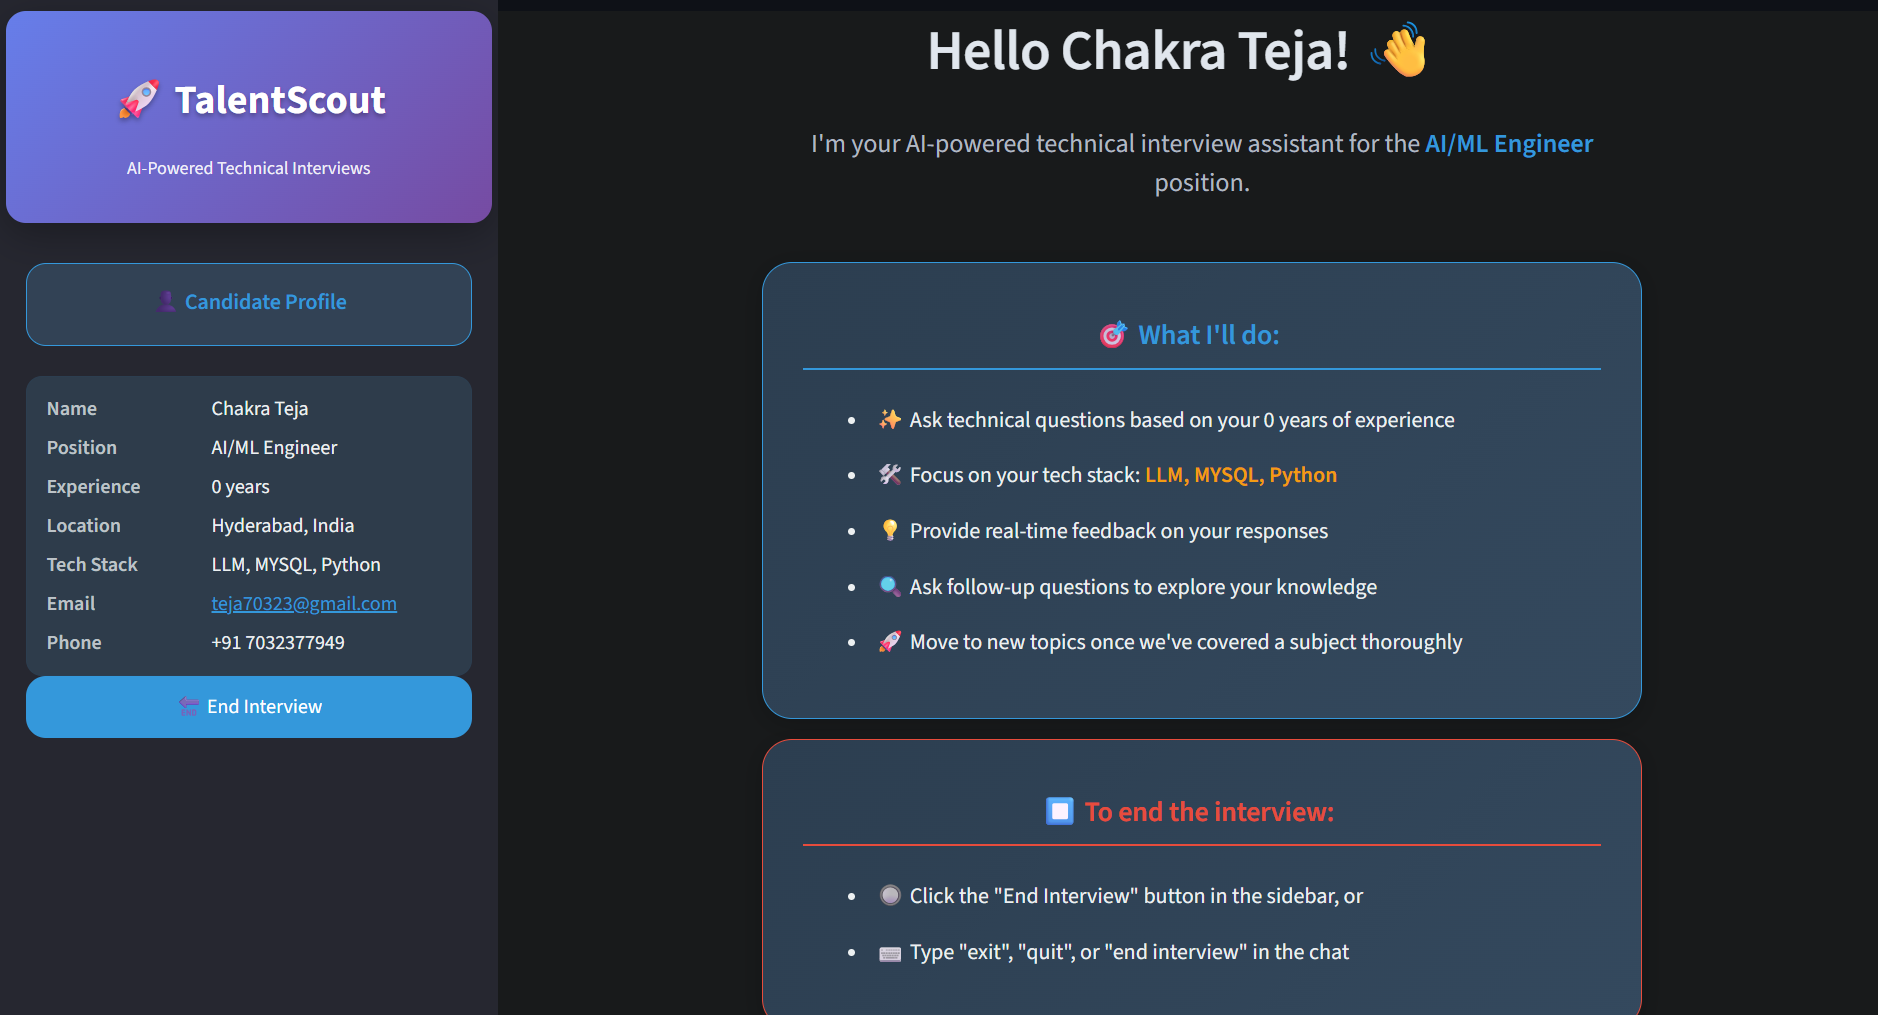 🚀 TalentScout
AI-Powered Technical Interviews
👤 Candidate Profile
Name Chakra Teja
Position AI/ML Engineer
Experience 0 years
Location Hyderabad, India
Tech Stack LLM, MYSQL, Python
Email teja70323@gmail.com
Phone +91 7032377949
🔚 End Interview
Hello Chakra Teja! 👋
I'm your AI-powered technical interview assistant for the AI/ML Engineer
position.
🎯 What I'll do:
• ✨ Ask technical questions based on your 0 years of experience
• 🛠️ Focus on your tech stack: LLM, MYSQL, Python
• 💡 Provide real-time feedback on your responses
• 🔍 Ask follow-up questions to explore your knowledge
• 🚀 Move to new topics once we've covered a subject thoroughly
⏹️ To end the interview:
• 🔘 Click the "End Interview" button in the sidebar, or
• ⌨️ Type "exit", "quit", or "end interview" in the chat